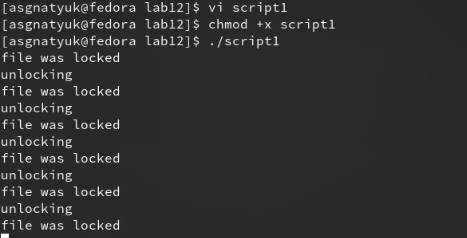 [asgnatyuk@fedora lab12]$ vi script1
[asgnatyuk@fedora lab12]$ chmod +x script1
[asgnatyuk@fedora lab12]$ ./script1
file was locked
unlocking
file was locked
unlocking
file was locked
unlocking
file was locked
unlocking
file was locked
unlocking
file was locked